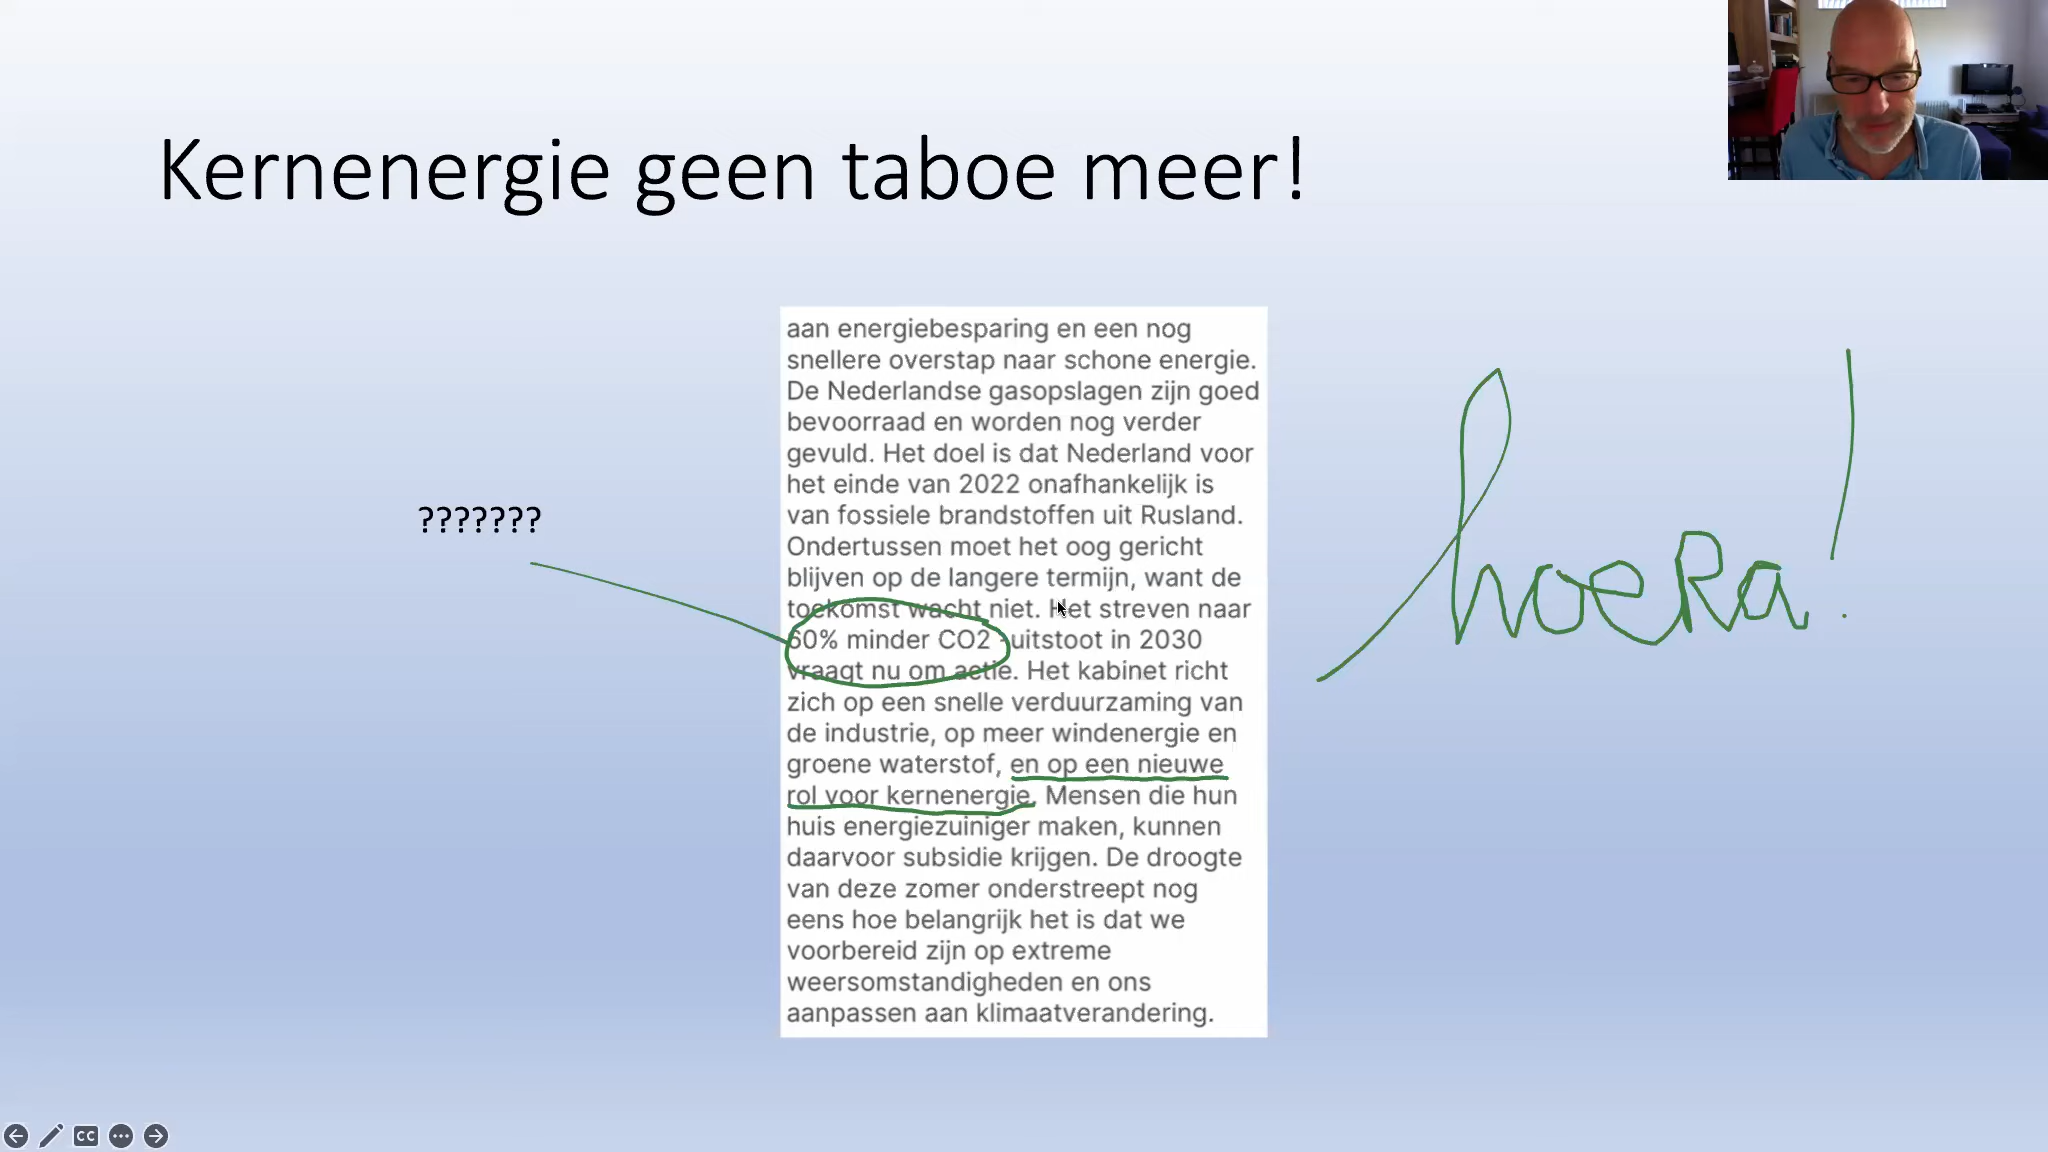 Kernenergie geen taboe meer!
aan energiebesparing en een nog
snellere overstap naar schone energie.
De Nederlandse gasopslagen zijn goed
bevoorraad en worden nog verder
gevuld. Het doel is dat Nederland voor
het einde van 2022 onafhankelijk is
van fossiele brandstoffen uit Rusland.
Ondertussen moet het oog gericht
blijven op de langere termijn, want de
toekomst wacht niet. Het streven naar
60% minder CO2 -uitstoot in 2030
vraagt nu om actie. Het kabinet richt
zich op een snelle verduurzaming van
de industrie, op meer windenergie en
groene waterstof, en op een nieuwe
rol voor kernenergie. Mensen die hun
huis energiezuiniger maken, kunnen
daarvoor subsidie krijgen. De droogte
van deze zomer onderstreept nog
eens hoe belangrijk het is dat we
voorbereid zijn op extreme
weersomstandigheden en ons
aanpassen aan klimaatverandering.
???????
hoera!
CC